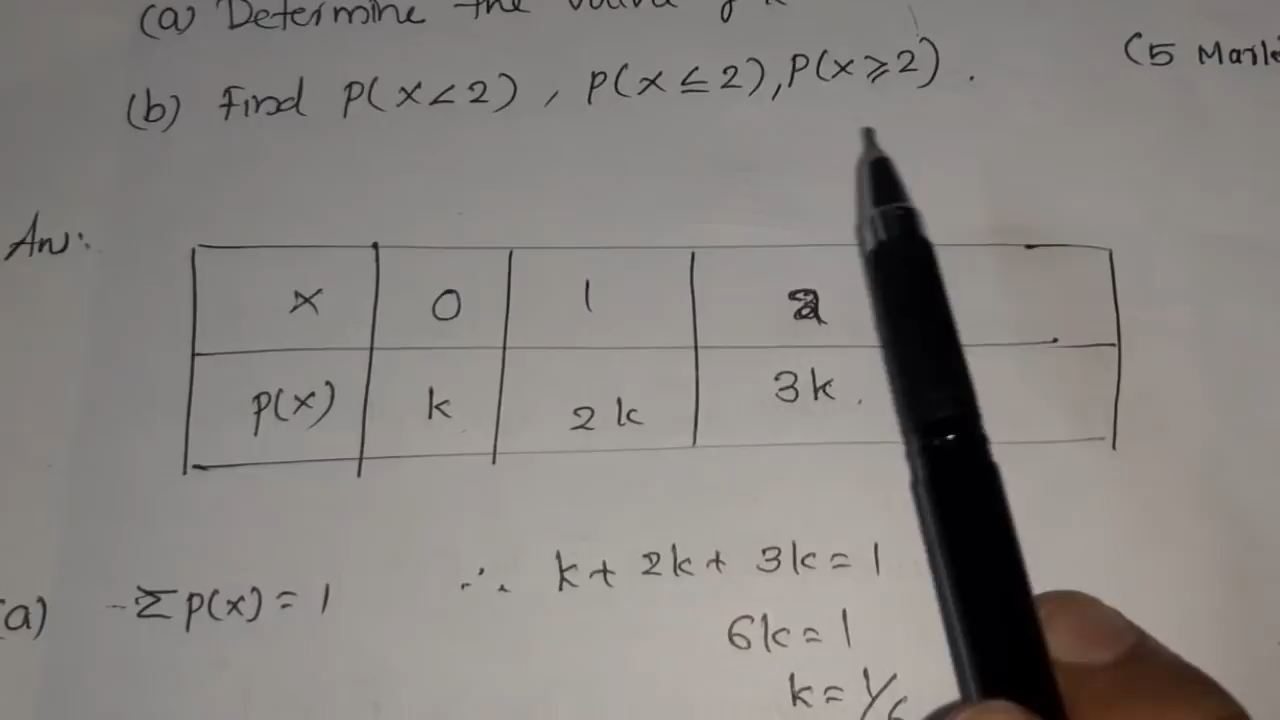 (a) Determine the
(b) Find P(X<2), P(X≤2), P(X≥2). (5 Mark
Ans:
X 0 1 2
P(X) k 2k 3k.
(a) ΣP(X) = 1 ∴ k + 2k + 3k = 1
6k = 1
k = 1/6